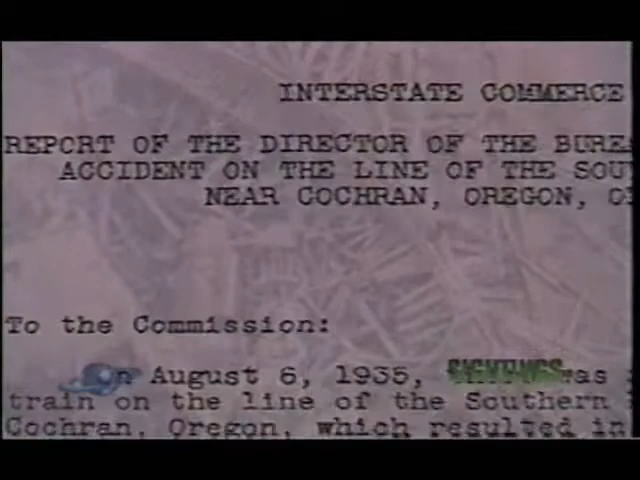 INTERSTATE COMMERCE
REPORT OF THE DIRECTOR OF THE BUREA
ACCIDENT ON THE LINE OF THE SOU
NEAR COCHRAN, OREGON, O
To the Commission:
On August 6, 1935, was
train on the line of the Southern
Cochran, Oregon, which resulted in
SIGHTINGS